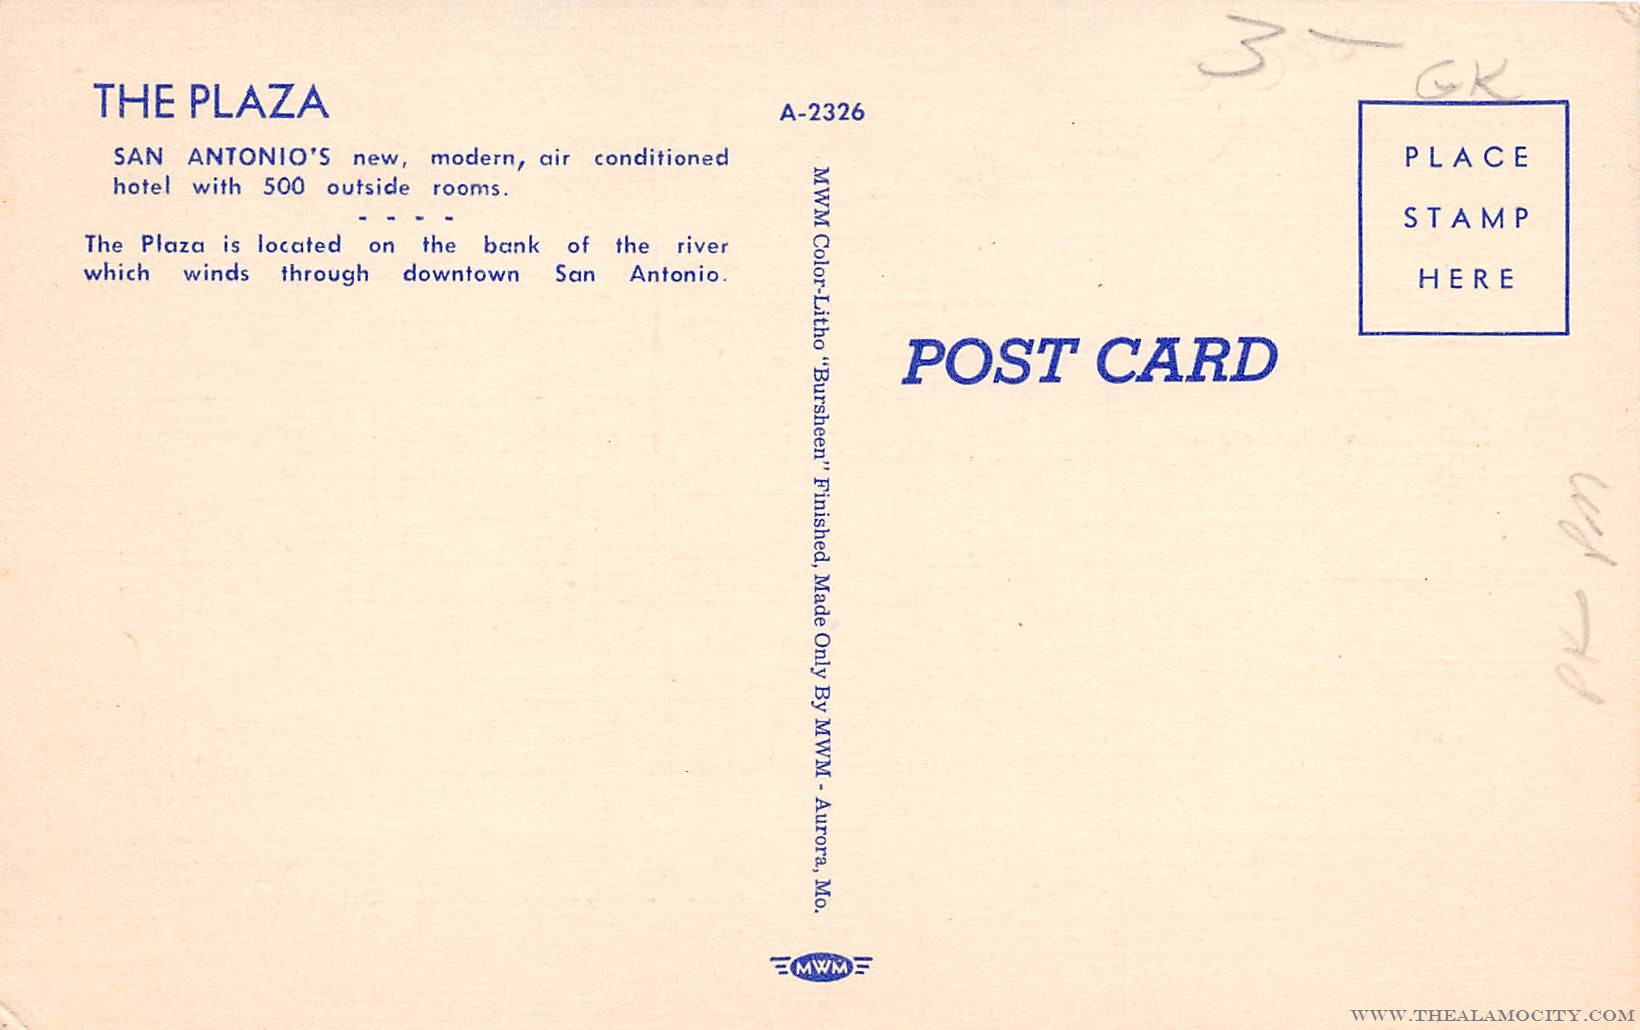 3 -
GK
THE PLAZA
A-2326
SAN ANTONIO'S new, modern, air conditioned
hotel with 500 outside rooms.
- - - -
The Plaza is located on the bank of the river
which winds through downtown San Antonio.
PLACE
STAMP
HERE
POST CARD
MWM Color-Litho "Bursheen" Finished, Made Only By MWM - Aurora, Mo.
MWM
WWW.THEALAMOCITY.COM